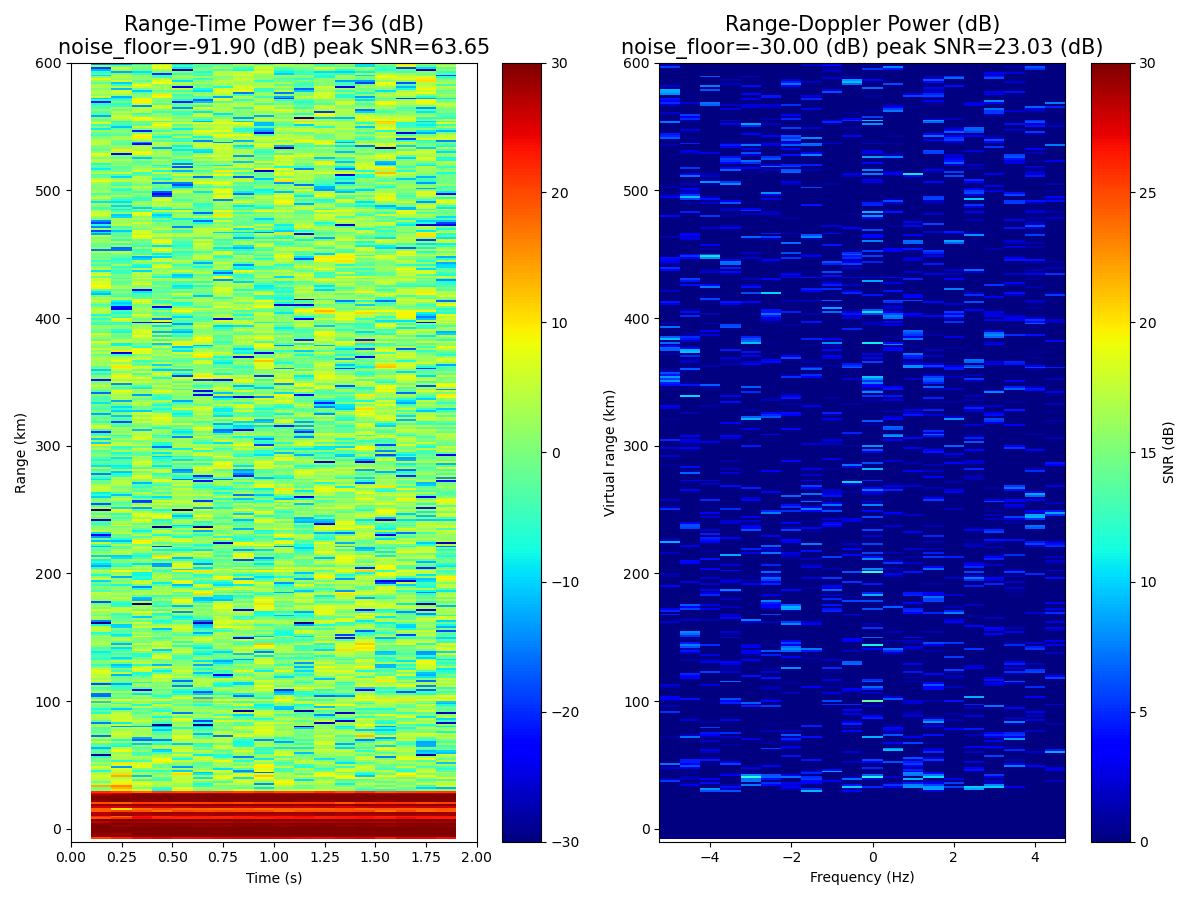 Range-Time Power f=36 (dB)
noise_floor=-91.90 (dB) peak SNR=63.65
600
500
400
300
200
100
0
Range (km)
0.00 0.25 0.50 0.75 1.00 1.25 1.50 1.75 2.00
Time (s)
30
20
10
0
−10
−20
−30
Range-Doppler Power (dB)
noise_floor=-30.00 (dB) peak SNR=23.03 (dB)
600
500
400
300
200
100
0
Virtual range (km)
−4 −2 0 2 4
Frequency (Hz)
30
25
20
15
10
5
0
SNR (dB)